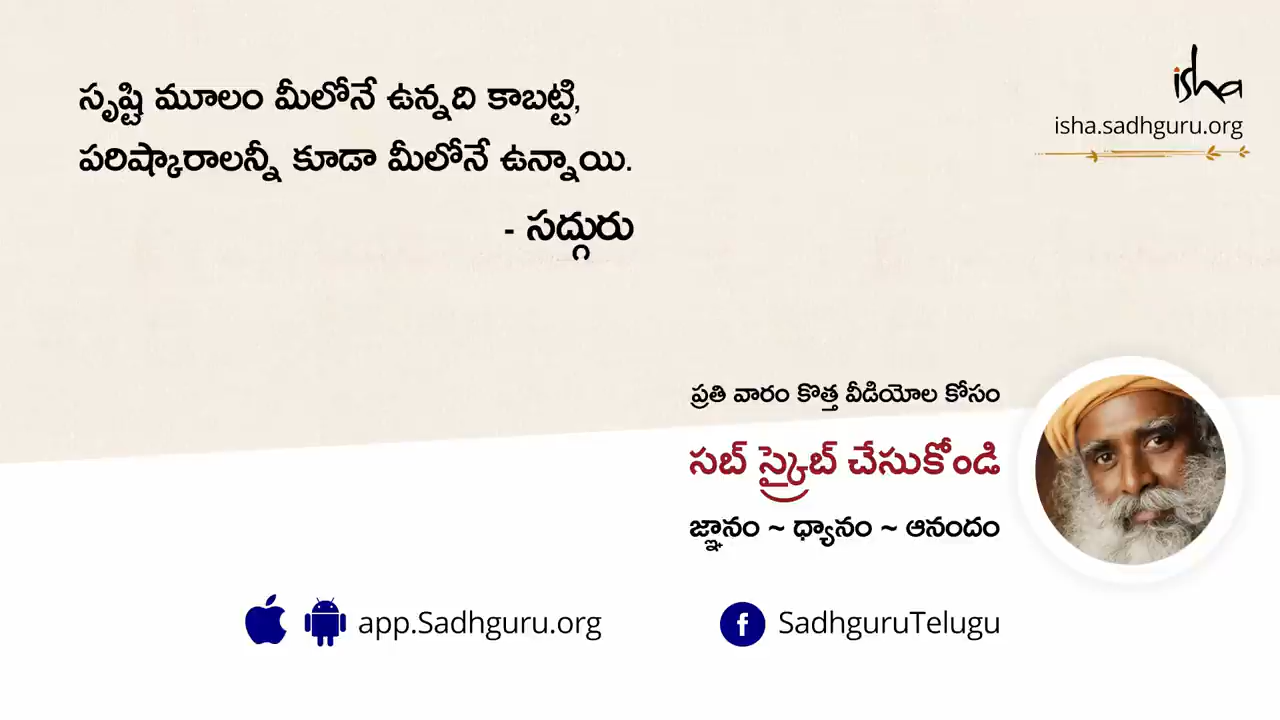 సృష్టి మూలం మీలోనే ఉన్నది కాబట్టి,
పరిష్కారాలన్నీ కూడా మీలోనే ఉన్నాయి.
- సద్గురు
isha
isha.sadhguru.org
ప్రతి వారం కొత్త వీడియోల కోసం
సబ్ స్క్రైబ్ చేసుకోండి
జ్ఞానం ~ ధ్యానం ~ ఆనందం
app.Sadhguru.org
SadhguruTelugu